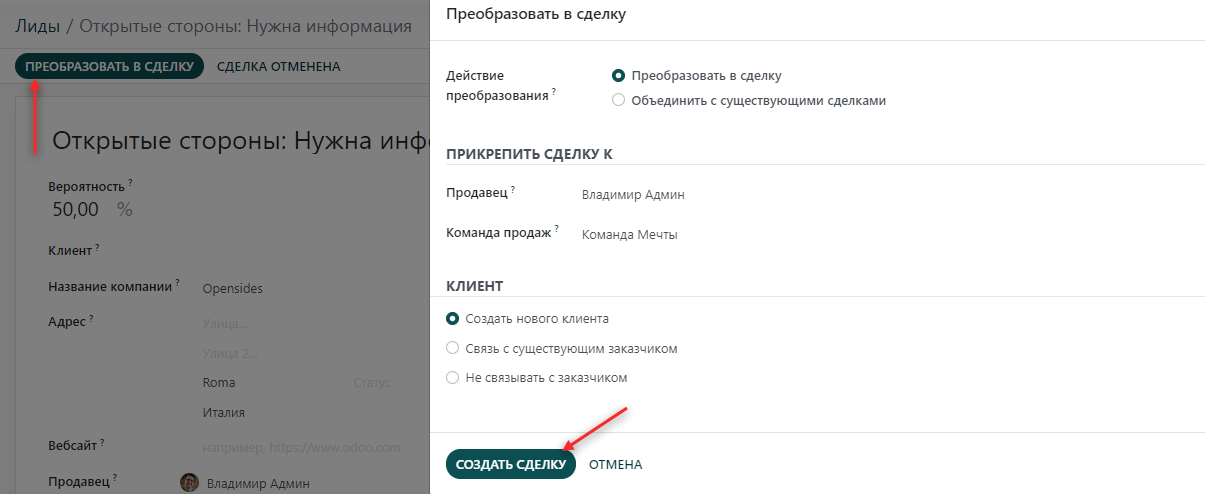 Лиды / Открытые стороны: Нужна информация
ПРЕОБРАЗОВАТЬ В СДЕЛКУ СДЕЛКА ОТМЕНЕНА
Открытые стороны: Нужна инфо
Вероятность ?
50,00 %
Клиент ?
Название компании ? Opensides
Адрес ? Улица...
Улица 2...
Roma Статус
Италия
Вебсайт ? например, https://www.odoo.com
Продавец ? Владимир Админ
Преобразовать в сделку
Действие
преобразования ?
Преобразовать в сделку
Объединить с существующими сделками
ПРИКРЕПИТЬ СДЕЛКУ К
Продавец ? Владимир Админ
Команда продаж ? Команда Мечты
КЛИЕНТ
Создать нового клиента
Связь с существующим заказчиком
Не связывать с заказчиком
СОЗДАТЬ СДЕЛКУ ОТМЕНА